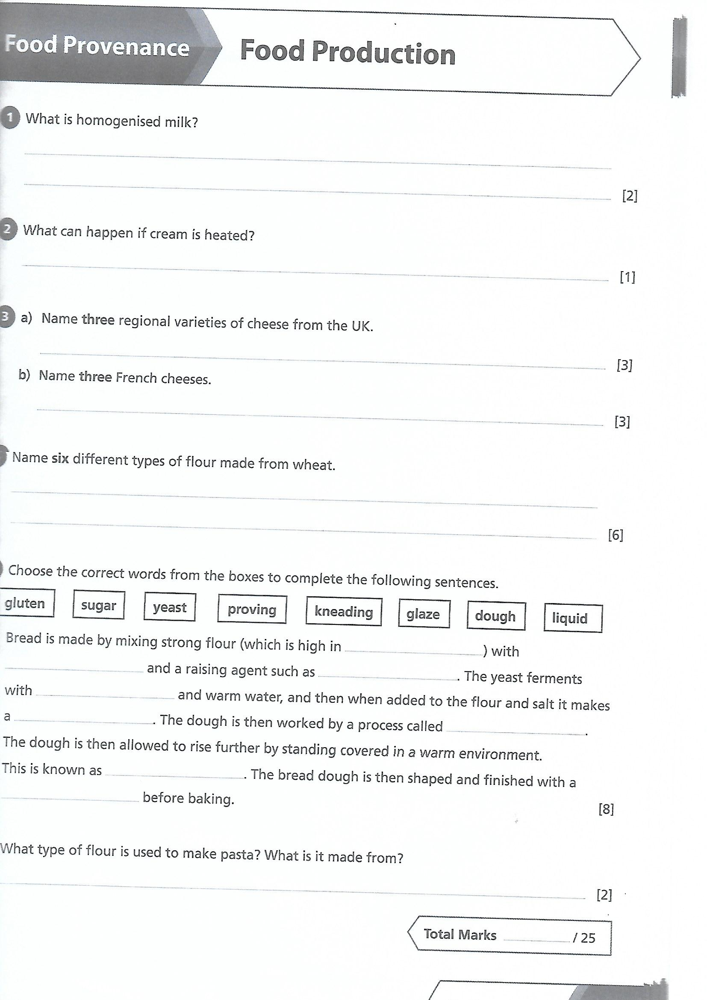 Food Provenance
Food Production
1 What is homogenised milk?
[2]
2 What can happen if cream is heated?
[1]
3 a) Name three regional varieties of cheese from the UK.
[3]
b) Name three French cheeses.
[3]
Name six different types of flour made from wheat.
[6]
Choose the correct words from the boxes to complete the following sentences.
gluten sugar yeast proving kneading glaze dough liquid
Bread is made by mixing strong flour (which is high in ) with
and a raising agent such as . The yeast ferments
with and warm water, and then when added to the flour and salt it makes
a . The dough is then worked by a process called .
The dough is then allowed to rise further by standing covered in a warm environment.
This is known as . The bread dough is then shaped and finished with a
before baking.
[8]
What type of flour is used to make pasta? What is it made from?
[2]
Total Marks / 25